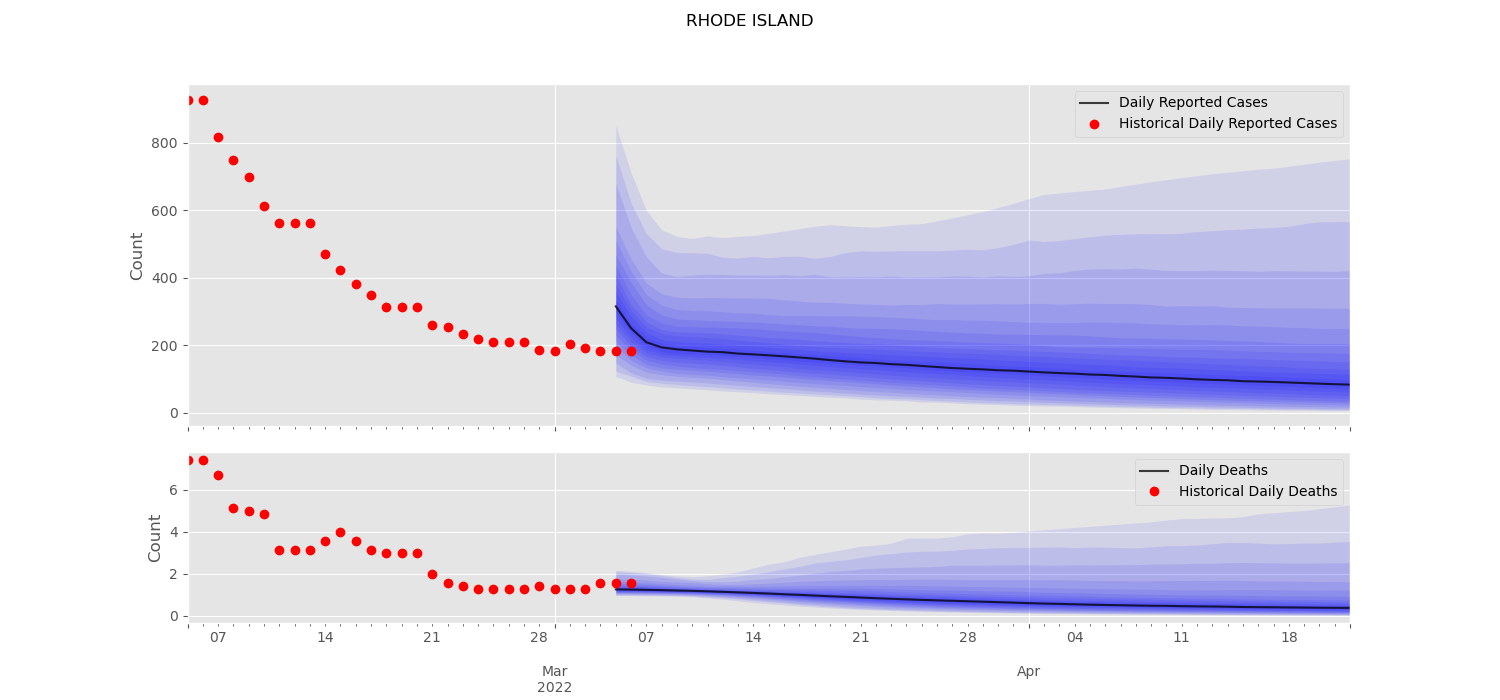 RHODE ISLAND
Daily Reported Cases
Historical Daily Reported Cases
800
600
400
200
0
Count
Daily Deaths
Historical Daily Deaths
6
4
2
0
Count
07 14 21 28 07 14 21 28 04 11 18
Mar Apr
2022